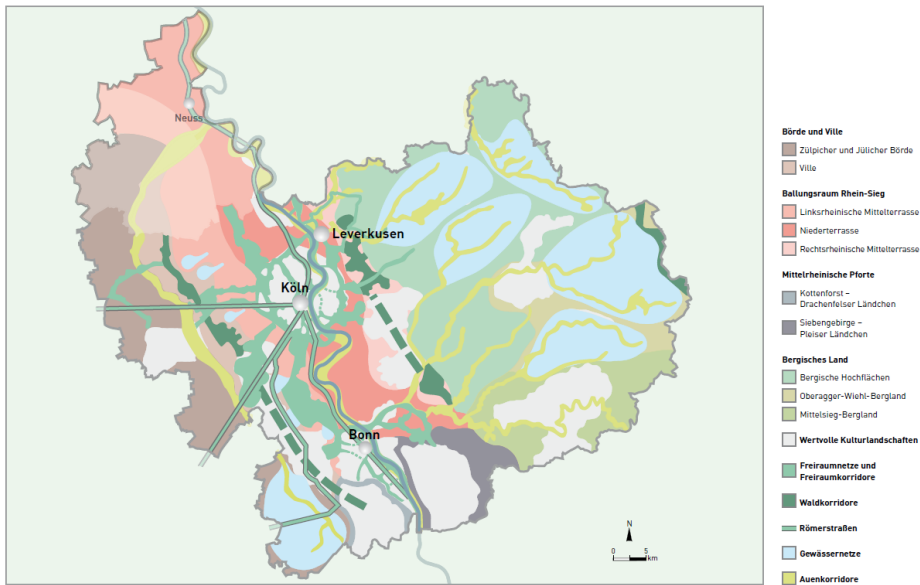 Neuss
Leverkusen
Köln
Bonn
N
0 5
km
Börde und Ville
Zülpicher und Jülicher Börde
Ville
Ballungsraum Rhein-Sieg
Linksrheinische Mittelterrasse
Niederterrasse
Rechtsrheinische Mittelterrasse
Mittelrheinische Pforte
Kottenforst –
Drachenfelser Ländchen
Siebengebirge –
Pleiser Ländchen
Bergisches Land
Bergische Hochflächen
Oberagger-Wiehl-Bergland
Mittelsieg-Bergland
Wertvolle Kulturlandschaften
Freiraumnetze und
Freiraumkorridore
Waldkorridore
Römerstraßen
Gewässernetze
Auenkorridore